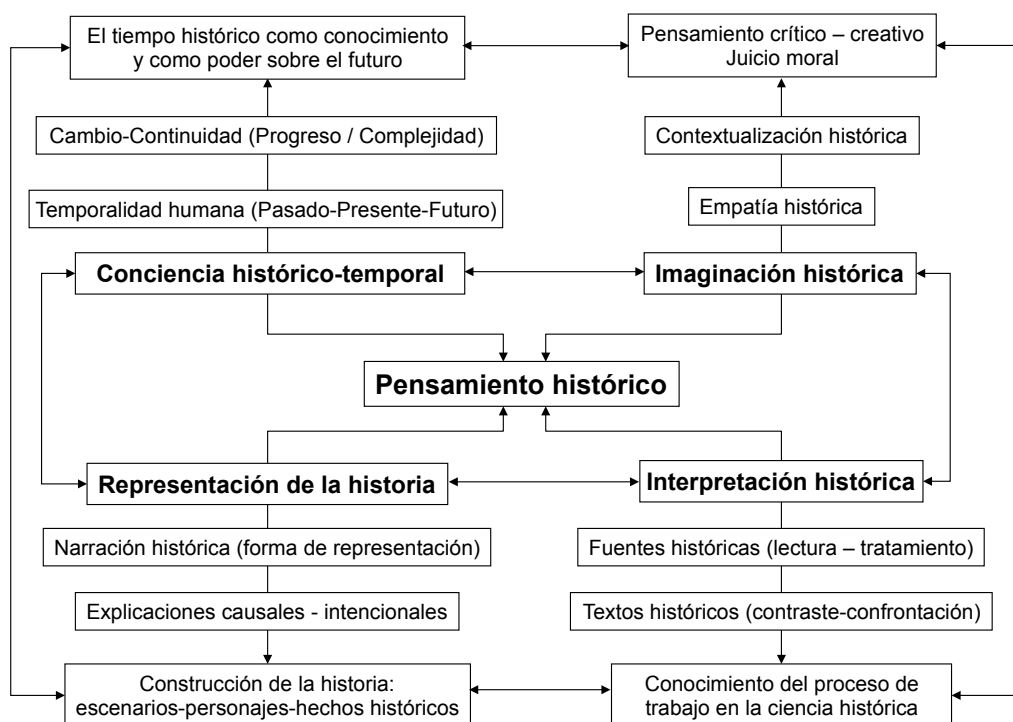 El tiempo histórico como conocimiento
y como poder sobre el futuro
Pensamiento crítico – creativo
Juicio moral
Cambio-Continuidad (Progreso / Complejidad)
Contextualización histórica
Temporalidad humana (Pasado-Presente-Futuro)
Empatía histórica
Conciencia histórico-temporal
Imaginación histórica
Pensamiento histórico
Representación de la historia
Interpretación histórica
Narración histórica (forma de representación)
Fuentes históricas (lectura – tratamiento)
Explicaciones causales - intencionales
Textos históricos (contraste-confrontación)
Construcción de la historia:
escenarios-personajes-hechos históricos
Conocimiento del proceso de
trabajo en la ciencia histórica